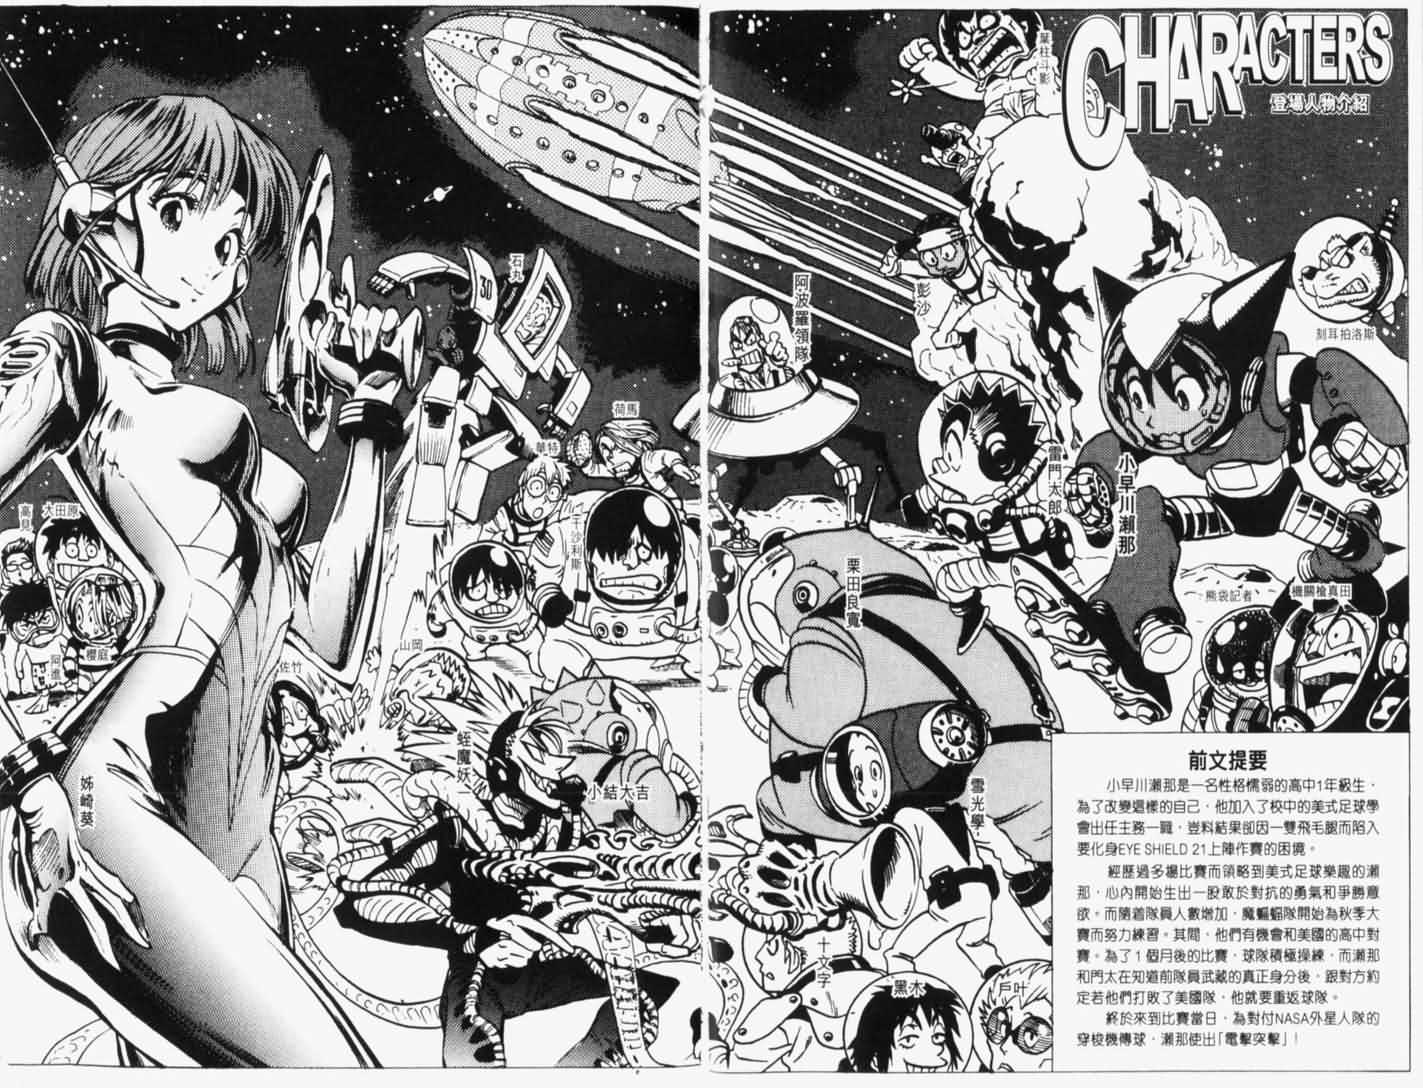 CHARACTERS
登場人物介紹
葉柱斗影
刻耳拍洛斯
彭沙
阿波羅領隊
雷門太郎
小早川瀨那
栗田良寬
熊袋記者
機關槍真田
雪光學
十文字
黑木
戶叶
石丸
30
荷馬
華特
王沙利斯
高見
大田原
櫻庭
阿進
佐竹
山岡
蛭魔妖一
小結大吉
姊崎葵
前文提要
小早川瀨那是一名性格懦弱的高中1年級生，
為了改變這樣的自己，他加入了校中的美式足球學
會出任主務一職，豈料結果卻因一雙飛毛腿而陷入
要化身EYE SHIELD 21上陣作賽的困境。
經歷過多場比賽而領略到美式足球樂趣的瀨
那，心內開始生出一股敢於對抗的勇氣和爭勝意
欲。而隨着隊員人數增加，魔蝙蝠隊開始為秋季大
賽而努力練習。其間，他們有機會和美國的高中對
賽。為了1個月後的比賽，球隊積極操練，而瀨那
和門太在知道前隊員武藏的真正身分後，跟對方約
定若他們打敗了美國隊，他就要重返球隊。
終於來到比賽當日，為對付NASA外星人隊的
穿梭機傳球，瀨那使出「電擊突擊」！